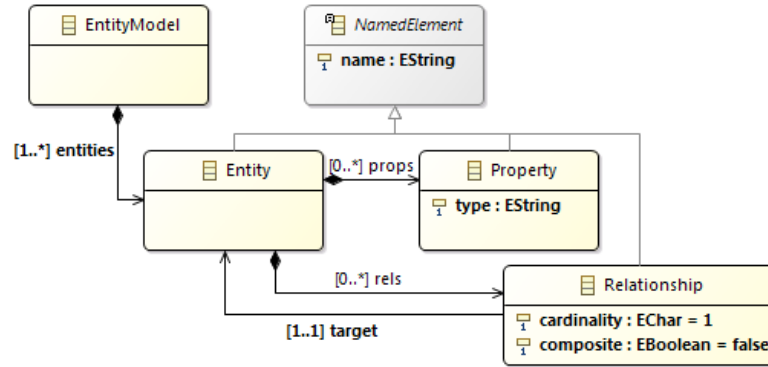 EntityModel
NamedElement
name : EString
[1..*] entities
Entity
[0..*] props
Property
type : EString
[0..*] rels
Relationship
cardinality : EChar = 1
composite : EBoolean = false
[1..1] target